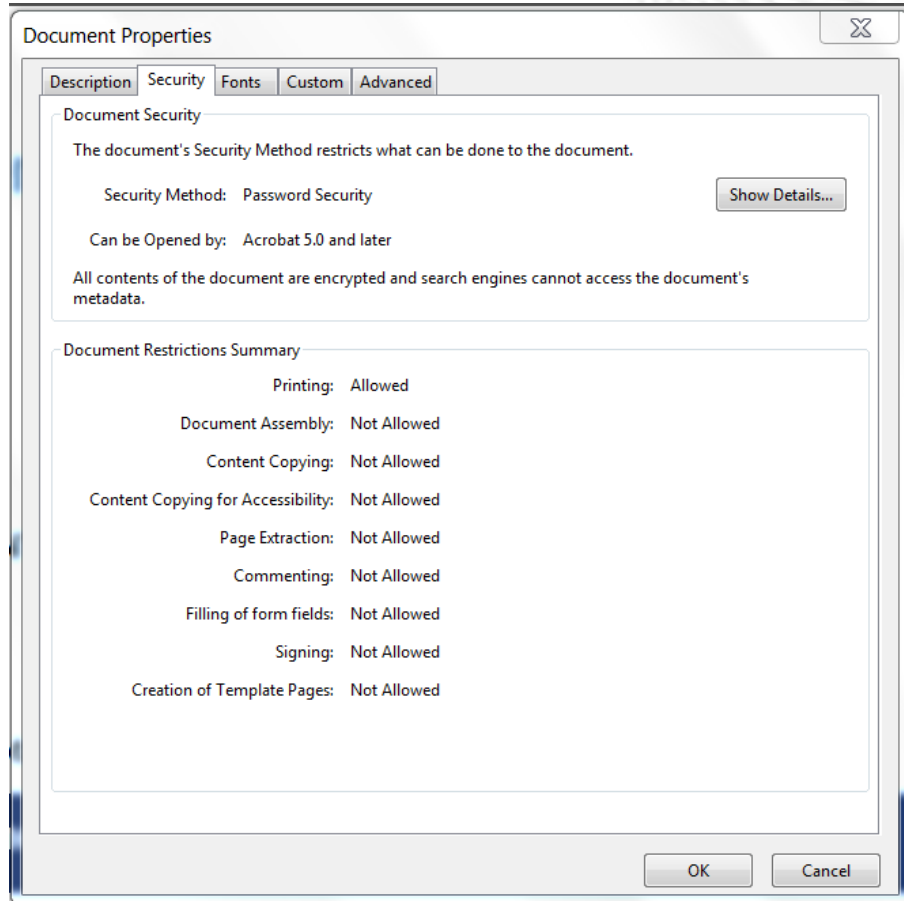 Document Properties
Description Security Fonts Custom Advanced
Document Security
The document's Security Method restricts what can be done to the document.
Security Method: Password Security
Show Details...
Can be Opened by: Acrobat 5.0 and later
All contents of the document are encrypted and search engines cannot access the document's
metadata.
Document Restrictions Summary
Printing: Allowed
Document Assembly: Not Allowed
Content Copying: Not Allowed
Content Copying for Accessibility: Not Allowed
Page Extraction: Not Allowed
Commenting: Not Allowed
Filling of form fields: Not Allowed
Signing: Not Allowed
Creation of Template Pages: Not Allowed
OK Cancel